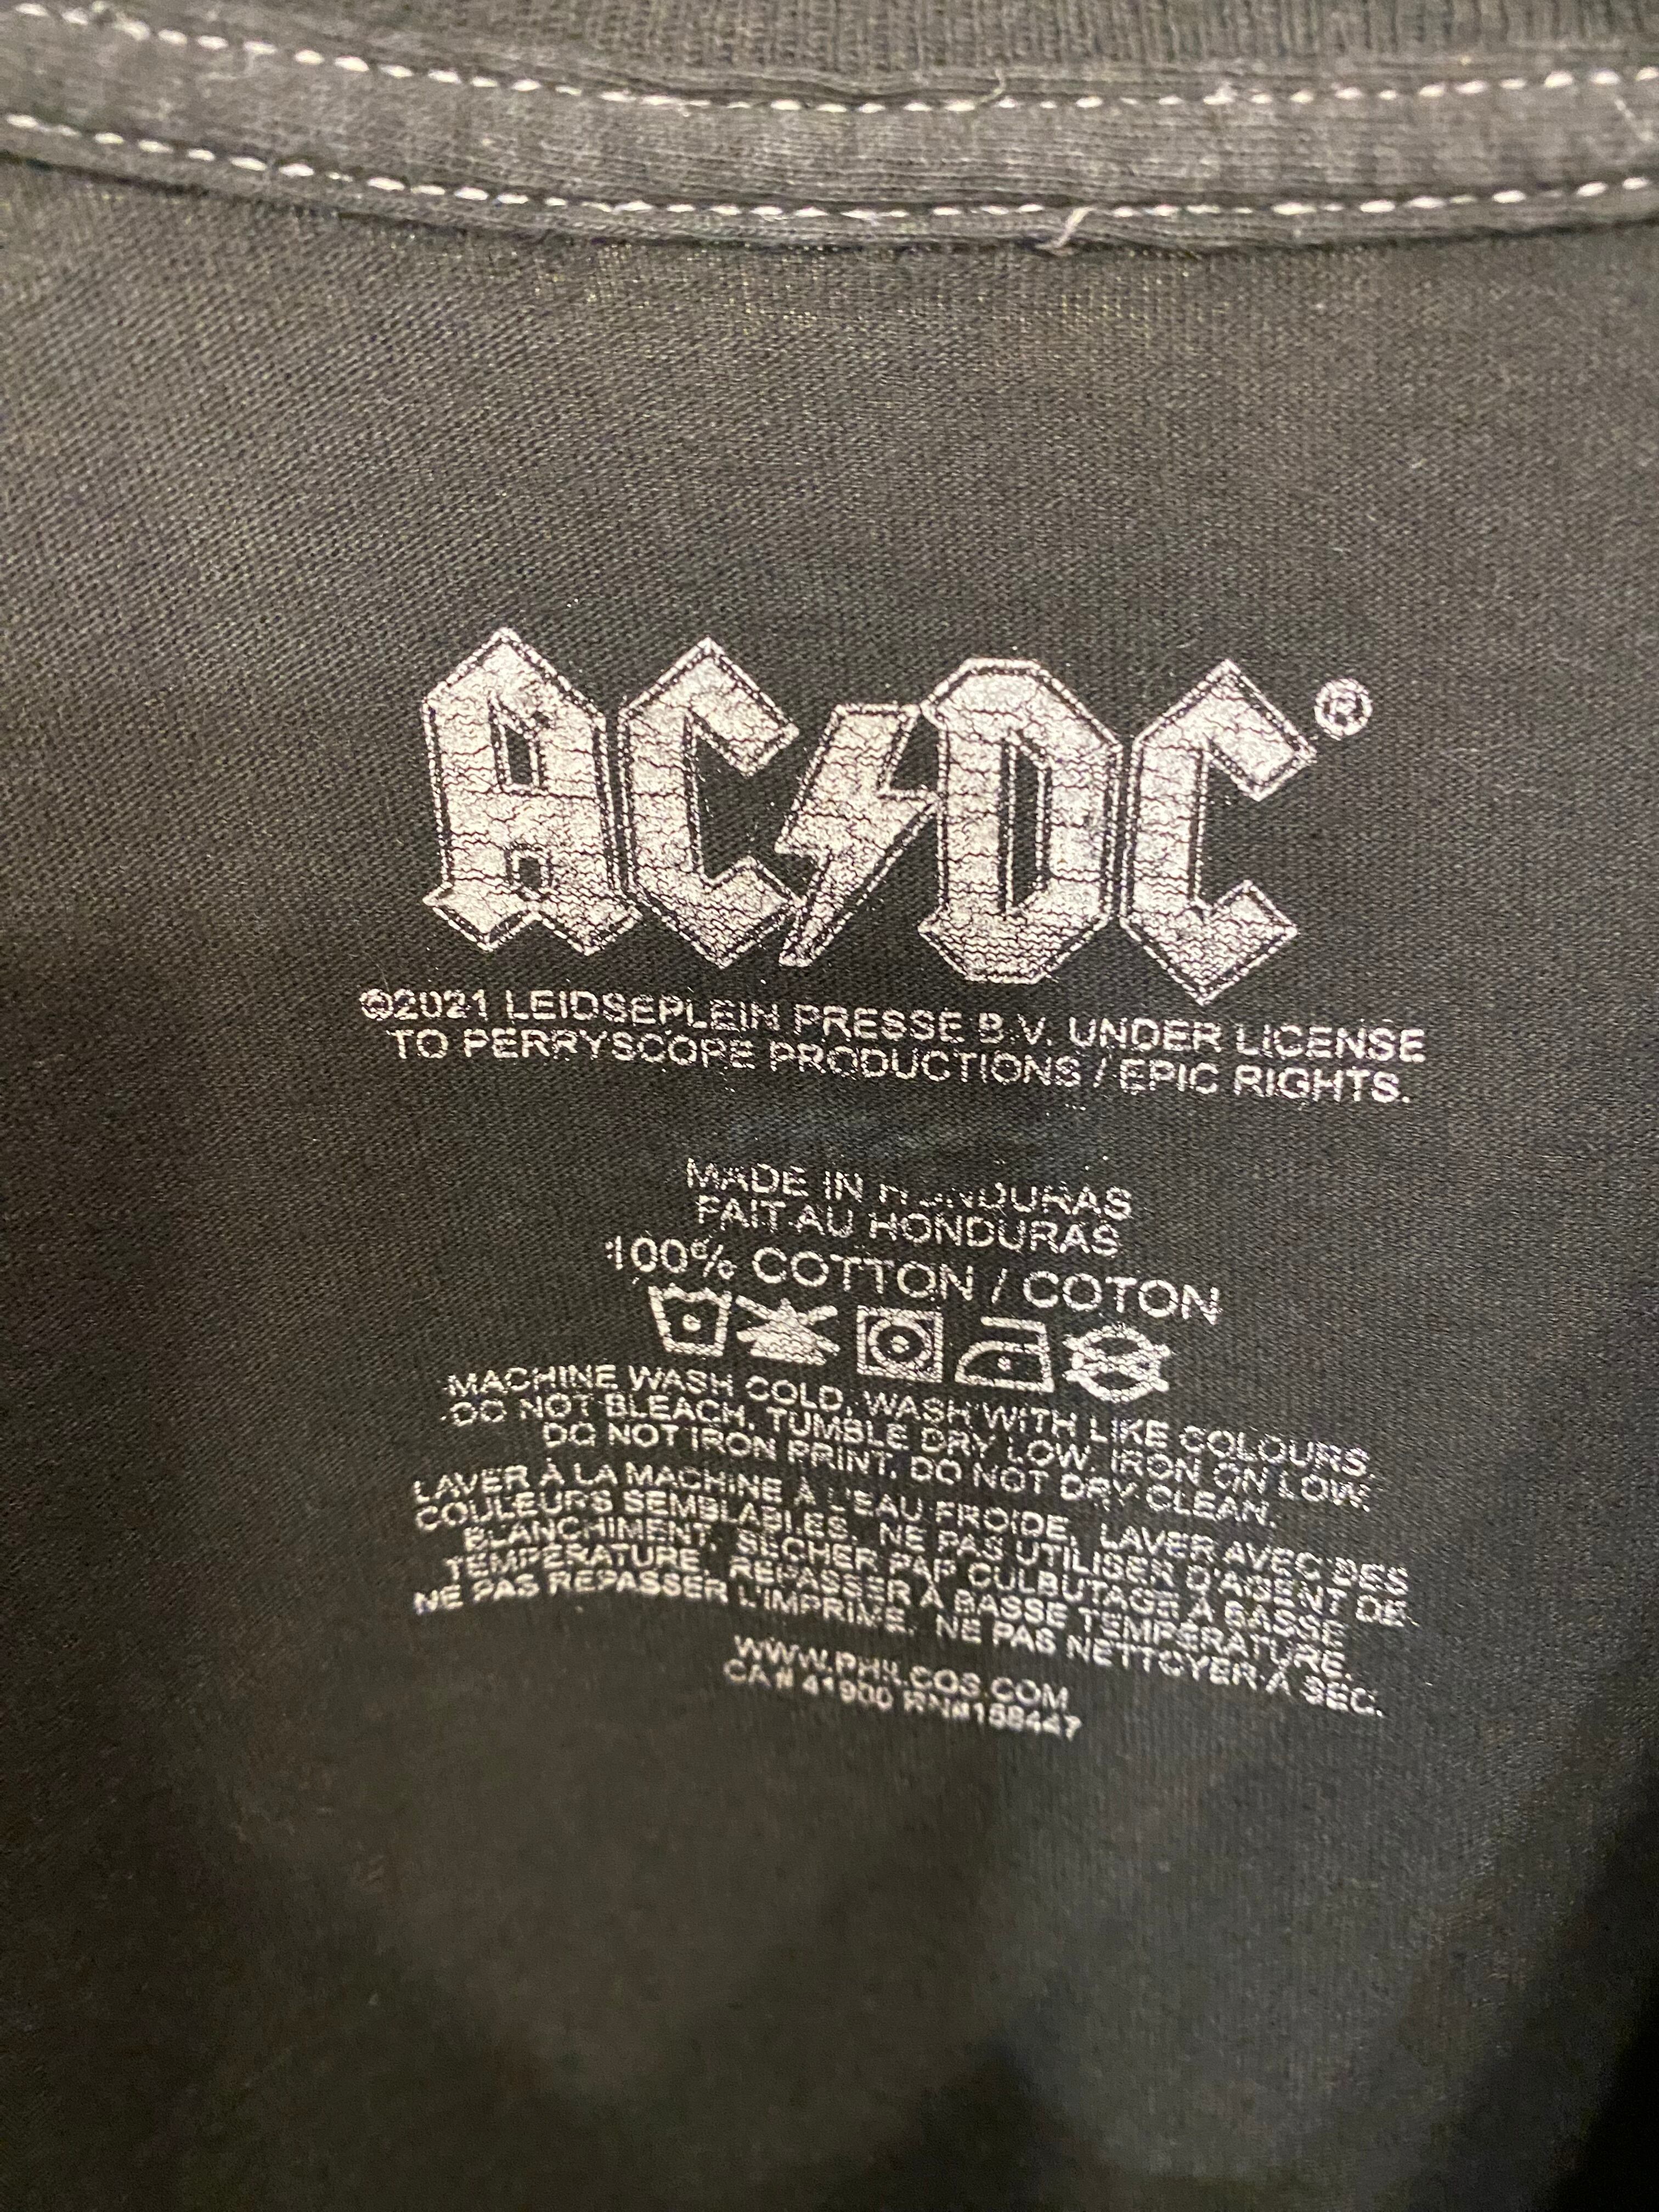 AC⚡DC®
©2021 LEIDSEPLEIN PRESSE B.V. UNDER LICENSE
TO PERRYSCOPE PRODUCTIONS / EPIC RIGHTS.
MADE IN HONDURAS
FAIT AU HONDURAS
100% COTTON / COTON
MACHINE WASH COLD, WASH WITH LIKE COLOURS,
DO NOT BLEACH, TUMBLE DRY LOW, IRON ON LOW,
DO NOT IRON PRINT, DO NOT DRY CLEAN.
LAVER À LA MACHINE À L'EAU FROIDE, LAVER AVEC DES
COULEURS SEMBLABLES, NE PAS UTILISER D'AGENT DE
BLANCHIMENT, SÉCHER PAR CULBUTAGE À BASSE
TEMPÉRATURE, REPASSER À BASSE TEMPÉRATURE.
NE PAS REPASSER L'IMPRIMÉ, NE PAS NETTOYER À SEC.
WWW.PHILCOS.COM
CA# 41900 RN#158447